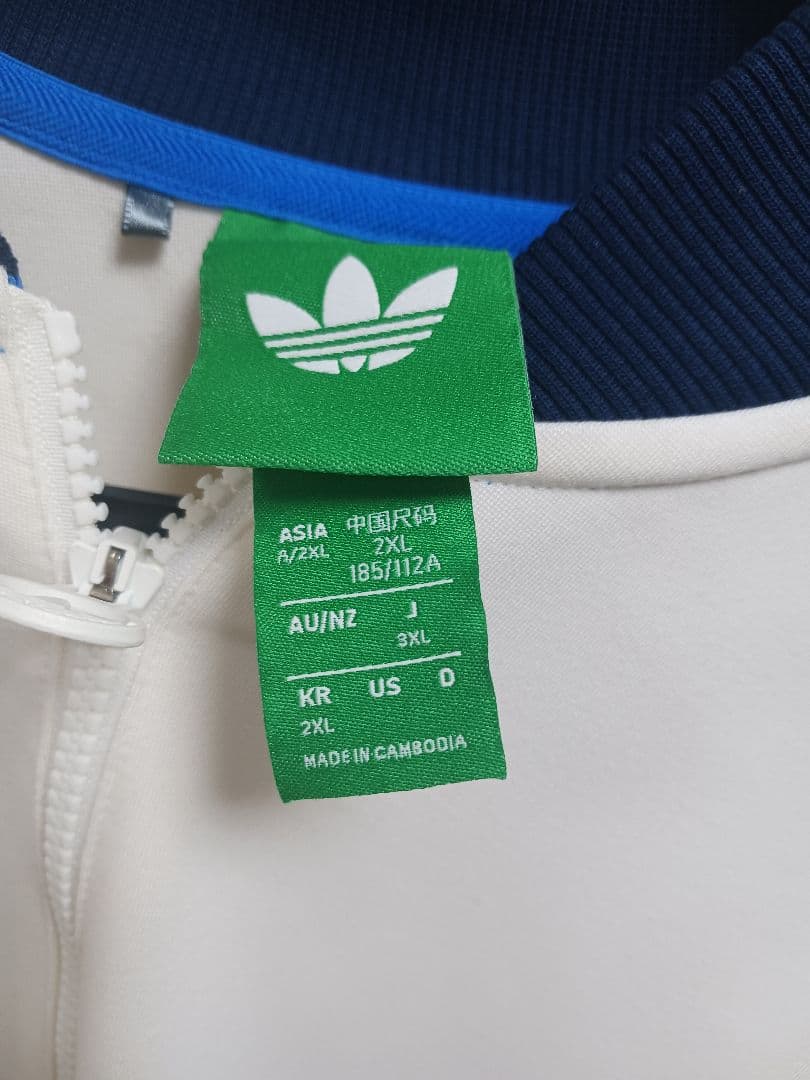 ASIA 中国尺码
A/2XL 2XL
185/112A
AU/NZ J
3XL
KR US D
2XL
MADE IN CAMBODIA